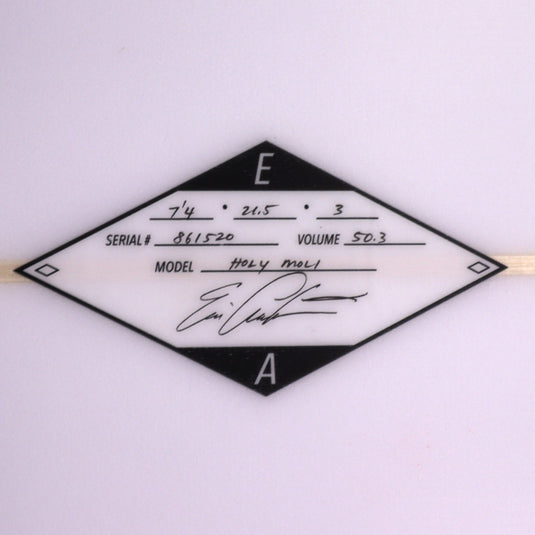 E
7'4 • 21.5 • 3
SERIAL # 861520 VOLUME 50.3
MODEL HOLY MOLI
A